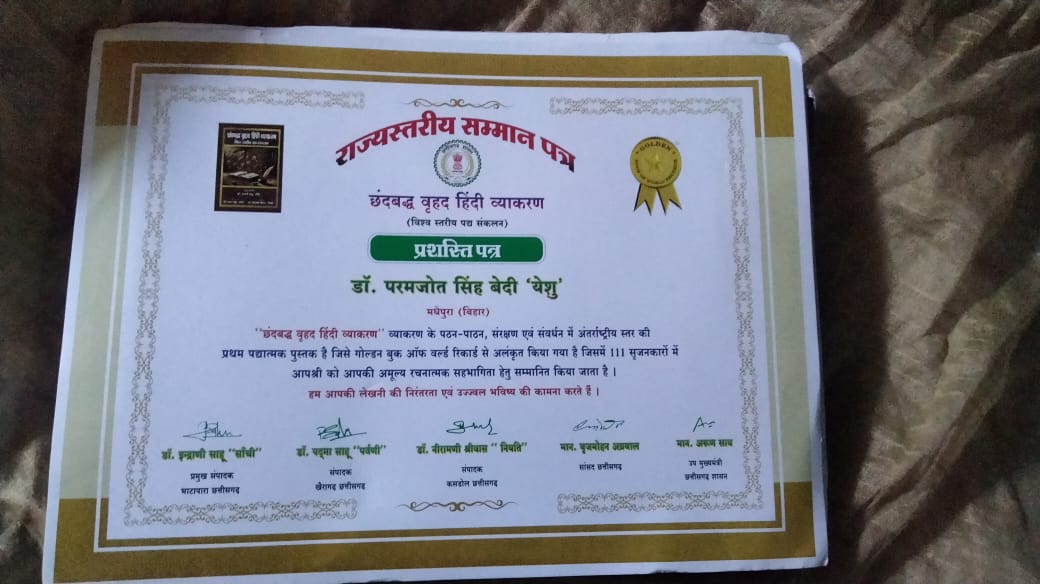 राज्यस्तरीय सम्मान पत्र
छंदबद्ध वृहद हिंदी व्याकरण
GOLDEN
छंदबद्ध वृहद हिंदी व्याकरण
(विश्व स्तरीय पद्य संकलन)
प्रशस्ति पत्र
डॉ. परमजोत सिंह बेदी ‘येशु’
मधेपुरा (बिहार)
"छंदबद्ध वृहद हिंदी व्याकरण" व्याकरण के पठन-पाठन, संरक्षण एवं संवर्धन में अंतर्राष्ट्रीय स्तर की
प्रथम पद्यात्मक पुस्तक है जिसे गोल्डन बुक ऑफ वर्ल्ड रिकार्ड से अलंकृत किया गया है जिसमें 111 सृजनकारों में
आपश्री को आपकी अमूल्य रचनात्मक सहभागिता हेतु सम्मानित किया जाता है ।
हम आपकी लेखनी की निरंतरता एवं उज्ज्वल भविष्य की कामना करते हैं ।
डॉ. इन्द्राणी साहू "साँची"
प्रमुख संपादक
भाटापारा छत्तीसगढ़
डॉ. पद्मा साहू "पर्वणी"
संपादक
खैरागढ़ छत्तीसगढ़
डॉ. नीरामणी श्रीवास "नियति"
संपादक
कसडोल छत्तीसगढ़
मान. बृजमोहन अग्रवाल
सांसद छत्तीसगढ़
मान. अरूण साव
उप मुख्यमंत्री
छत्तीसगढ़ शासन